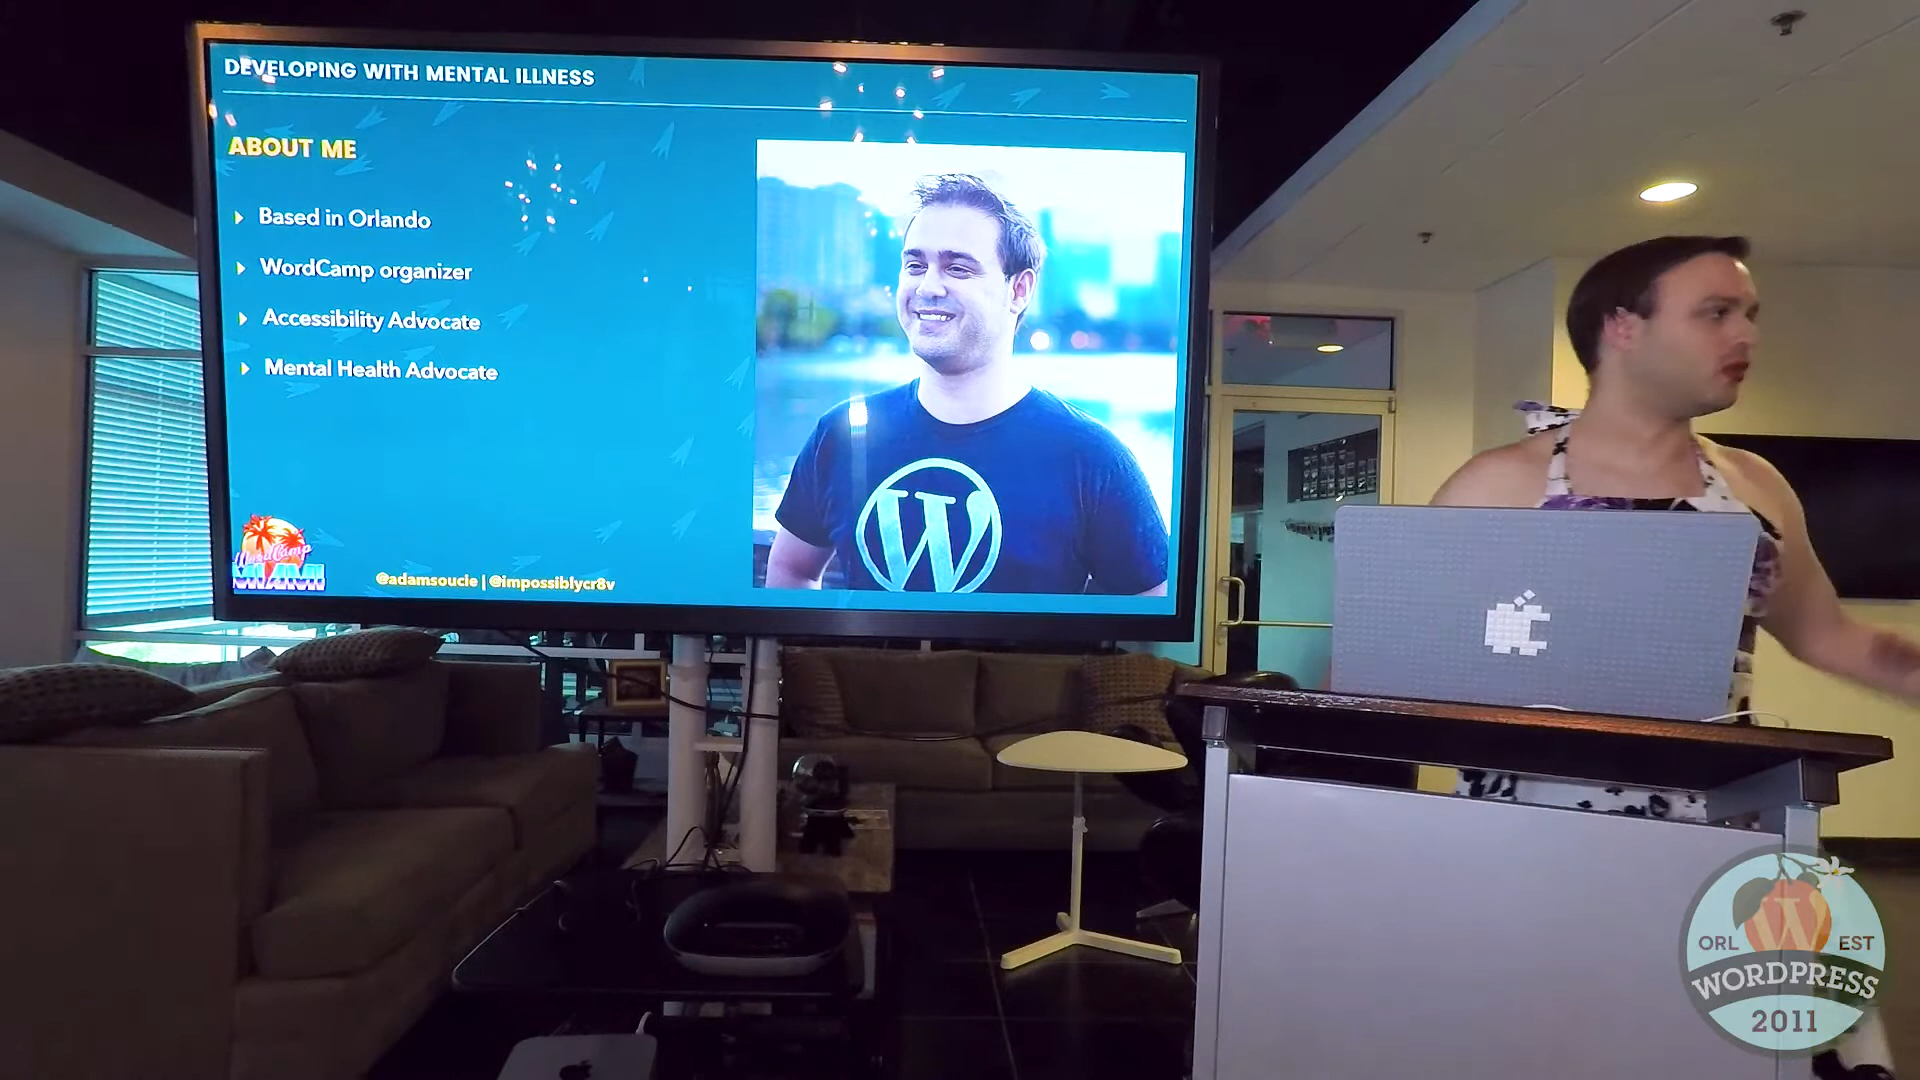 DEVELOPING WITH MENTAL ILLNESS
ABOUT ME
Based in Orlando
WordCamp organizer
Accessibility Advocate
Mental Health Advocate
WordCamp
MIAMI
@adamsoucie | @impossiblycr8v
W
ORL W EST
WORDPRESS
2011